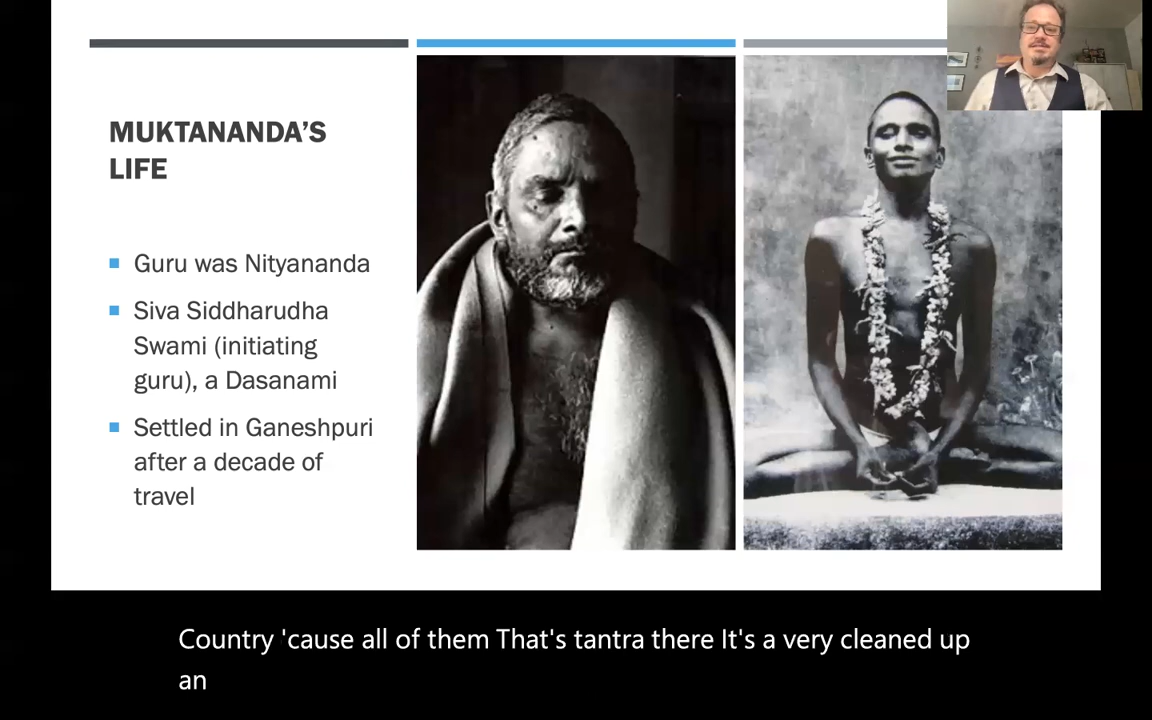 MUKTANANDA'S
LIFE
Guru was Nityananda
Siva Siddharudha
Swami (initiating
guru), a Dasanami
Settled in Ganeshpuri
after a decade of
travel
Country 'cause all of them That's tantra there It's a very cleaned up
an